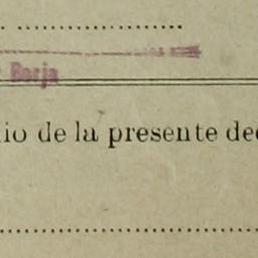 Borja
io de la presente dec